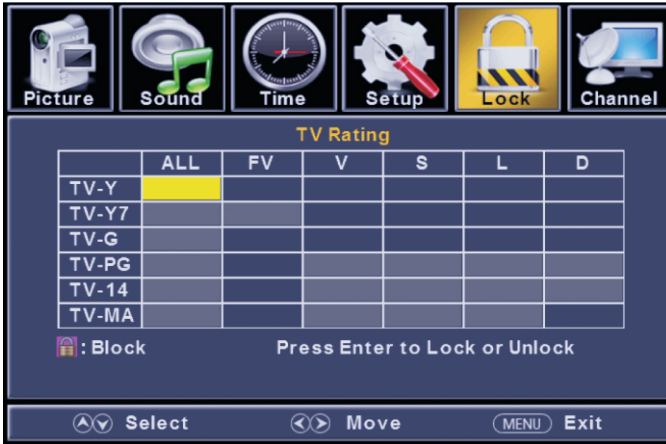 Picture Sound Time Setup Lock Channel
TV Rating
ALL FV V S L D
TV-Y
TV-Y7
TV-G
TV-PG
TV-14
TV-MA
: Block Press Enter to Lock or Unlock
Select Move MENU Exit